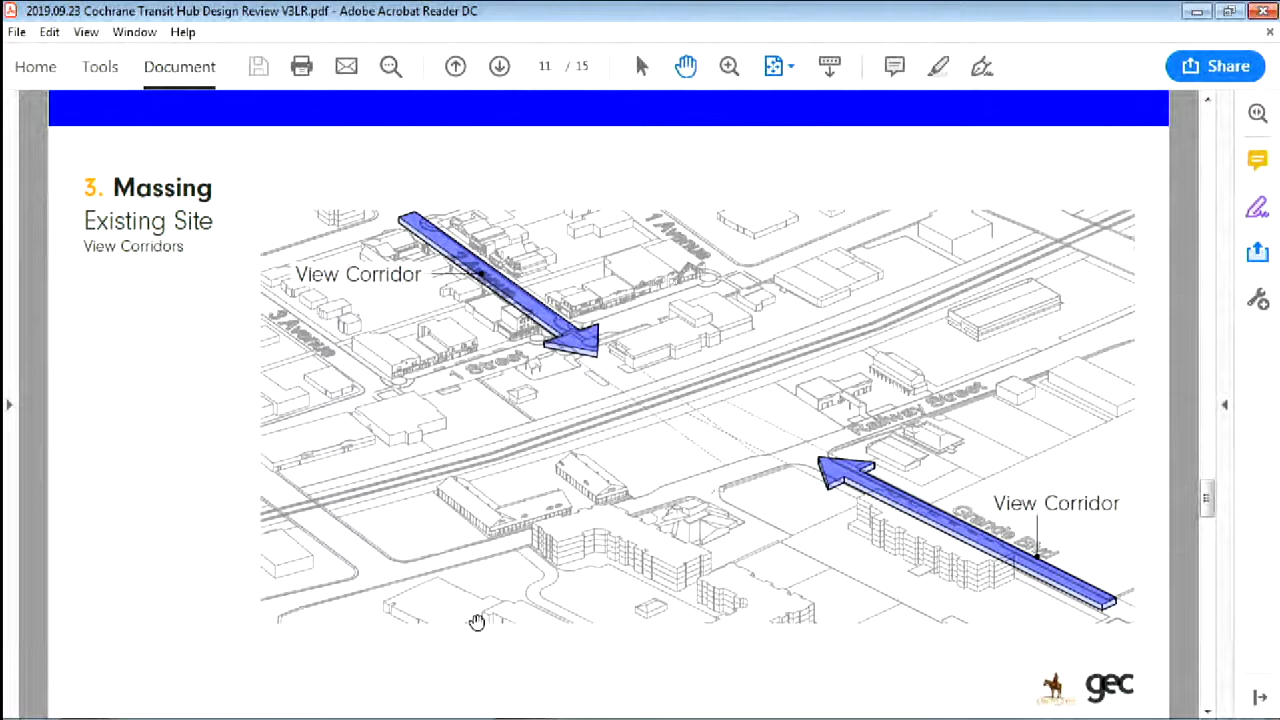 2019.09.23 Cochrane Transit Hub Design Review V3LR.pdf - Adobe Acrobat Reader DC
File Edit View Window Help
Home Tools Document 11 / 15 Share
3. Massing
Existing Site
View Corridors
1 Avenue
View Corridor
3 Avenue
1 Street
Railway Street
View Corridor
Grande Blvd
gec